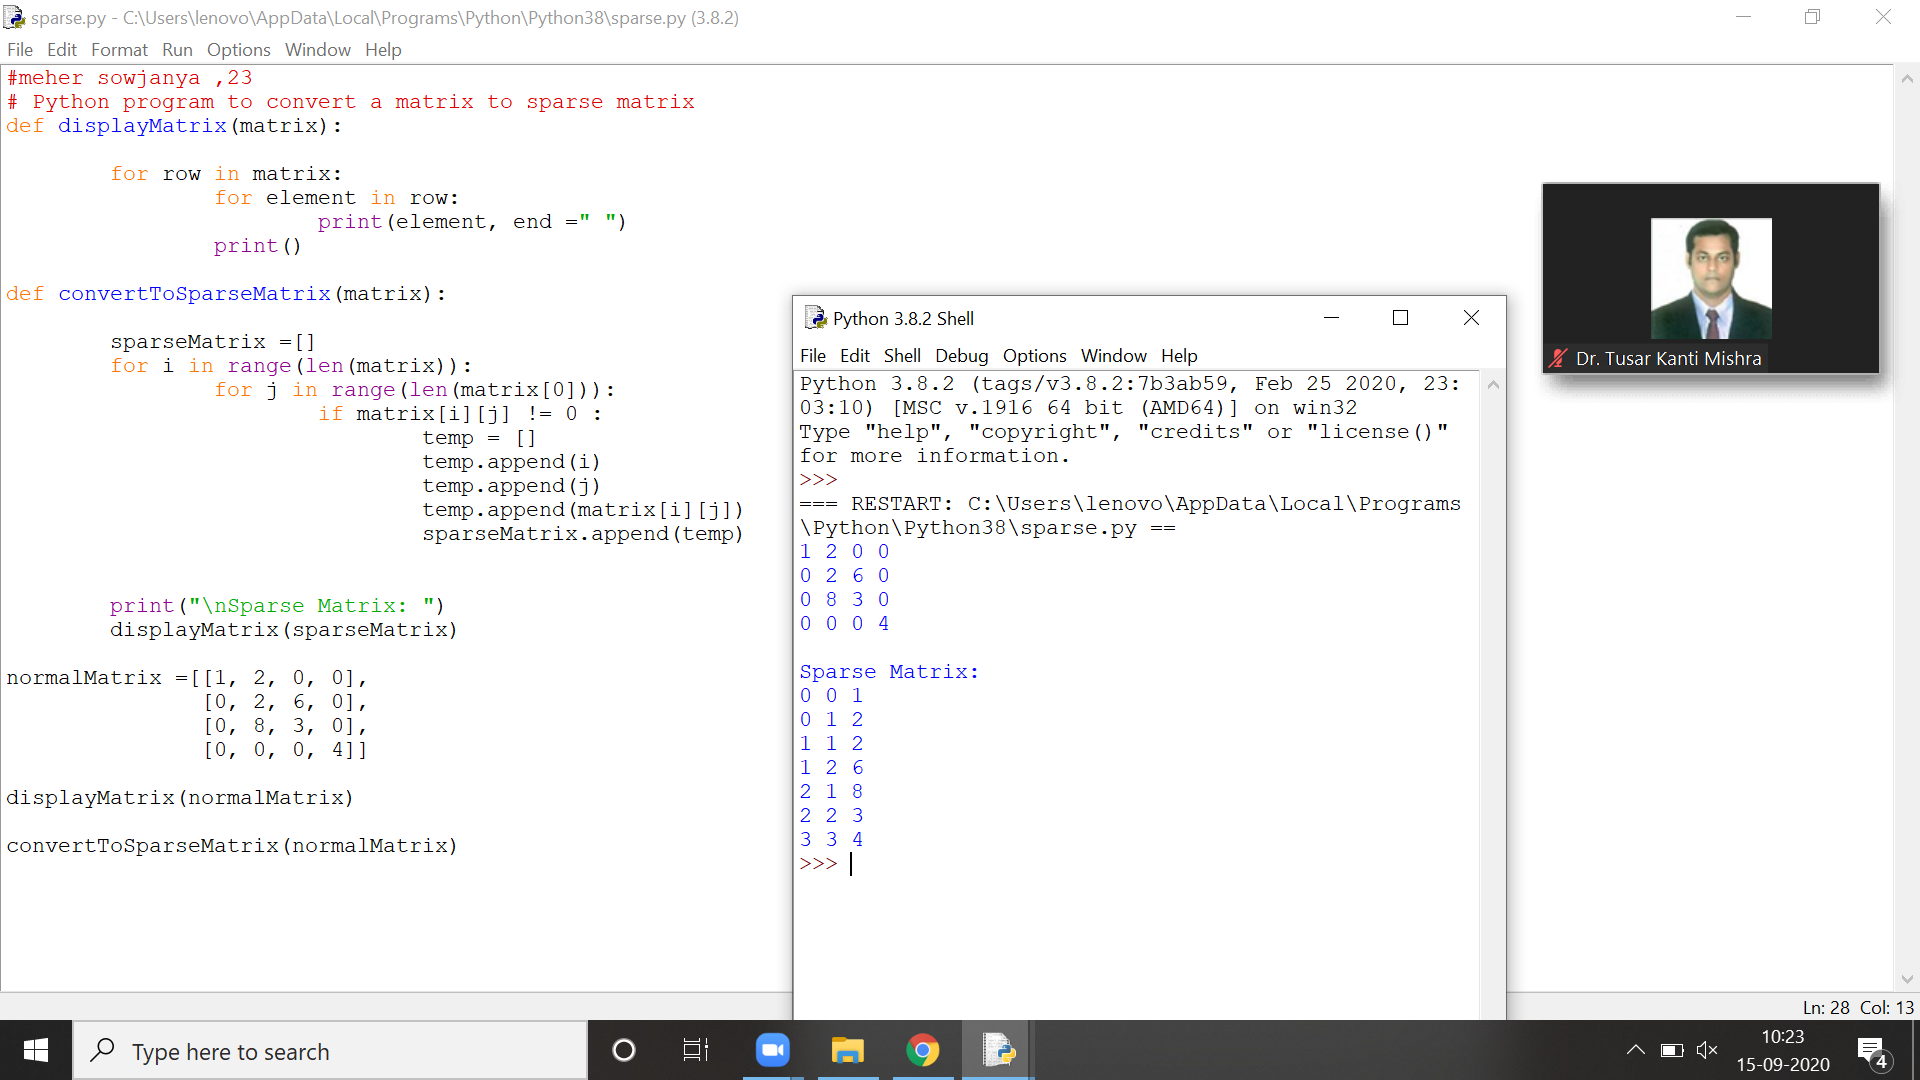 sparse.py - C:\Users\lenovo\AppData\Local\Programs\Python\Python38\sparse.py (3.8.2)
File Edit Format Run Options Window Help
#meher sowjanya ,23
# Python program to convert a matrix to sparse matrix
def displayMatrix(matrix):
for row in matrix:
for element in row:
print(element, end =" ")
print()
def convertToSparseMatrix(matrix):
sparseMatrix =[]
for i in range(len(matrix)):
for j in range(len(matrix[0])):
if matrix[i][j] != 0 :
temp = []
temp.append(i)
temp.append(j)
temp.append(matrix[i][j])
sparseMatrix.append(temp)
print("\nSparse Matrix: ")
displayMatrix(sparseMatrix)
normalMatrix =[[1, 2, 0, 0],
[0, 2, 6, 0],
[0, 8, 3, 0],
[0, 0, 0, 4]]
displayMatrix(normalMatrix)
convertToSparseMatrix(normalMatrix)
Python 3.8.2 Shell
File Edit Shell Debug Options Window Help
Python 3.8.2 (tags/v3.8.2:7b3ab59, Feb 25 2020, 23:
03:10) [MSC v.1916 64 bit (AMD64)] on win32
Type "help", "copyright", "credits" or "license()"
for more information.
>>>
=== RESTART: C:\Users\lenovo\AppData\Local\Programs
\Python\Python38\sparse.py ==
1 2 0 0
0 2 6 0
0 8 3 0
0 0 0 4
Sparse Matrix:
0 0 1
0 1 2
1 1 2
1 2 6
2 1 8
2 2 3
3 3 4
>>>
Dr. Tusar Kanti Mishra
Ln: 28 Col: 13
Type here to search
10:23
15-09-2020
4